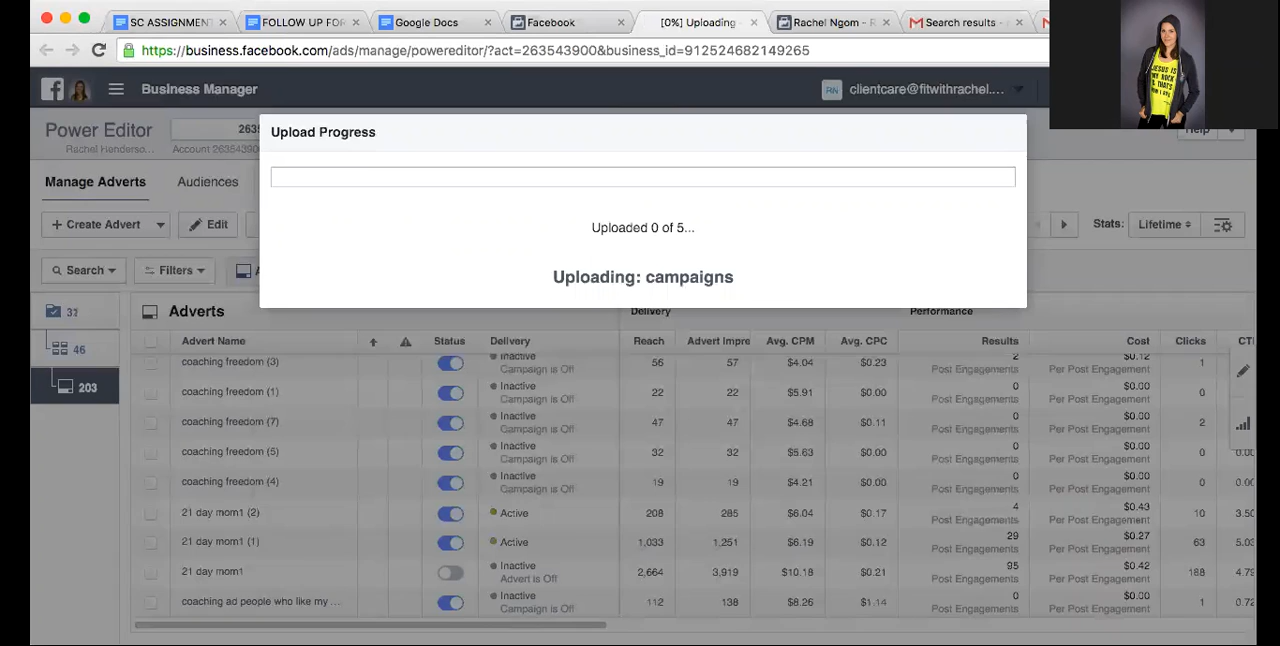 SC ASSIGNMENT
FOLLOW UP FOR
Google Docs
Facebook
[0%] Uploading
Rachel Ngom - R
Search results -
https://business.facebook.com/ads/manage/powereditor/?act=263543900&business_id=912524682149265
Business Manager
RN
clientcare@fitwithrachel....
JESUS IS
MY ROCK
Power Editor
Rachel Henderso...
263
Account 26354390
Help
Upload Progress
Manage Adverts
Audiences
Uploaded 0 of 5...
Uploading: campaigns
+ Create Advert
Edit
Stats:
Lifetime
Search
Filters
31
46
203
Adverts
Delivery
Performance
Advert Name
Status
Delivery
Reach
Advert Impre
Avg. CPM
Avg. CPC
Results
Cost
Clicks
CT
coaching freedom (3)
Inactive
Campaign is Off
56
57
$4.04
$0.23
2
Post Engagements
$0.12
Per Post Engagement
1
coaching freedom (1)
Inactive
Campaign is Off
22
22
$5.91
$0.00
0
Post Engagements
$0.00
Per Post Engagement
0
coaching freedom (7)
Inactive
Campaign is Off
47
47
$4.68
$0.11
0
Post Engagements
$0.00
Per Post Engagement
2
coaching freedom (5)
Inactive
Campaign is Off
32
32
$5.63
$0.00
0
Post Engagements
$0.00
Per Post Engagement
0
0.00
coaching freedom (4)
Inactive
Campaign is Off
19
19
$4.21
$0.00
0
Post Engagements
$0.00
Per Post Engagement
0
0.00
21 day mom1 (2)
Active
208
285
$6.04
$0.17
4
Post Engagements
$0.43
Per Post Engagement
10
3.50
21 day mom1 (1)
Active
1,033
1,251
$6.19
$0.12
29
Post Engagements
$0.27
Per Post Engagement
63
5.03
21 day mom1
Inactive
Advert is Off
2,664
3,919
$10.18
$0.21
95
Post Engagements
$0.42
Per Post Engagement
188
4.79
coaching ad people who like my ...
Inactive
Campaign is Off
112
138
$8.26
$1.14
0
Post Engagements
$0.00
Per Post Engagement
1
0.72